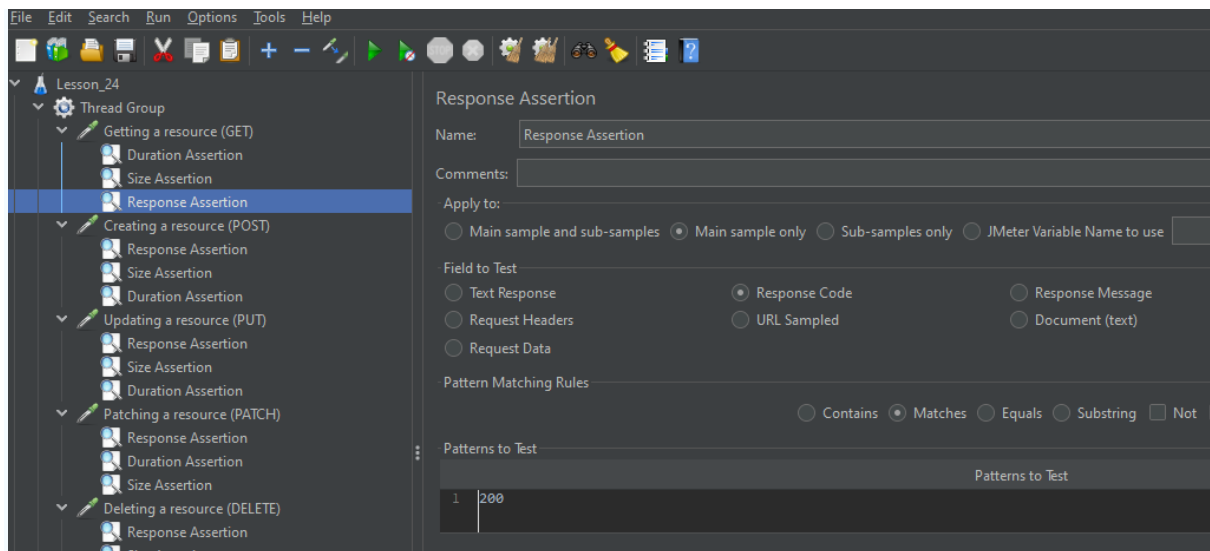 File Edit Search Run Options Tools Help
STOP
?
Lesson_24
Thread Group
Getting a resource (GET)
Duration Assertion
Size Assertion
Response Assertion
Creating a resource (POST)
Response Assertion
Size Assertion
Duration Assertion
Updating a resource (PUT)
Response Assertion
Size Assertion
Duration Assertion
Patching a resource (PATCH)
Response Assertion
Duration Assertion
Size Assertion
Deleting a resource (DELETE)
Response Assertion
Response Assertion
Name: Response Assertion
Comments:
Apply to:
Main sample and sub-samples Main sample only Sub-samples only JMeter Variable Name to use
Field to Test
Text Response Response Code Response Message
Request Headers URL Sampled Document (text)
Request Data
Pattern Matching Rules
Contains Matches Equals Substring Not
Patterns to Test
Patterns to Test
1 200